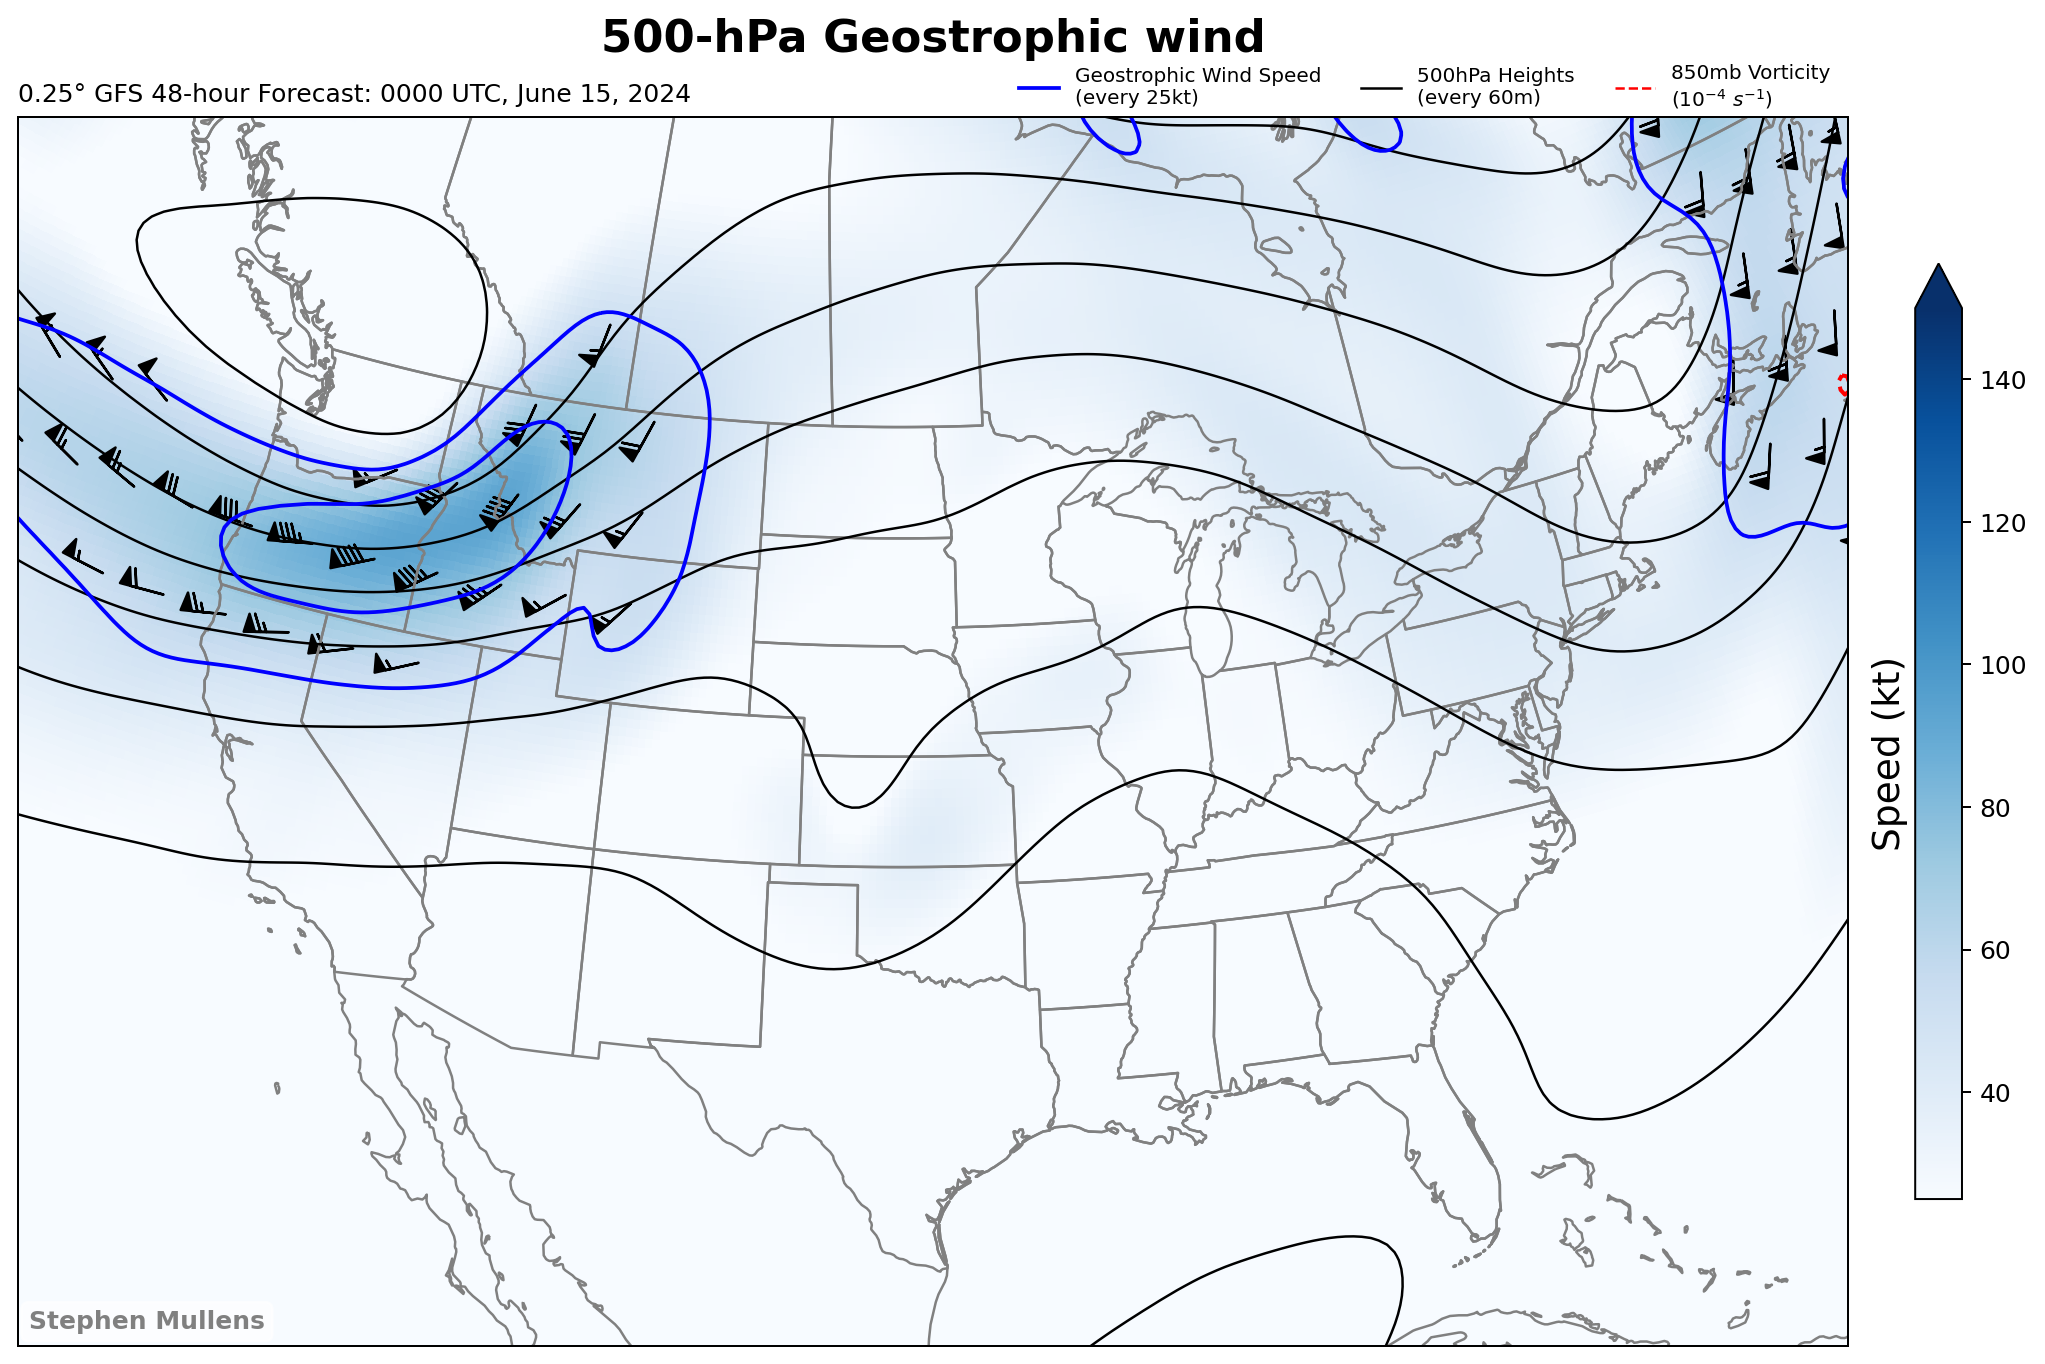 500-hPa Geostrophic wind
0.25° GFS 48-hour Forecast: 0000 UTC, June 15, 2024
Geostrophic Wind Speed
(every 25kt)
500hPa Heights
(every 60m)
850mb Vorticity
(10⁻⁴ s⁻¹)
140
120
100
80
60
40
Speed (kt)
Stephen Mullens